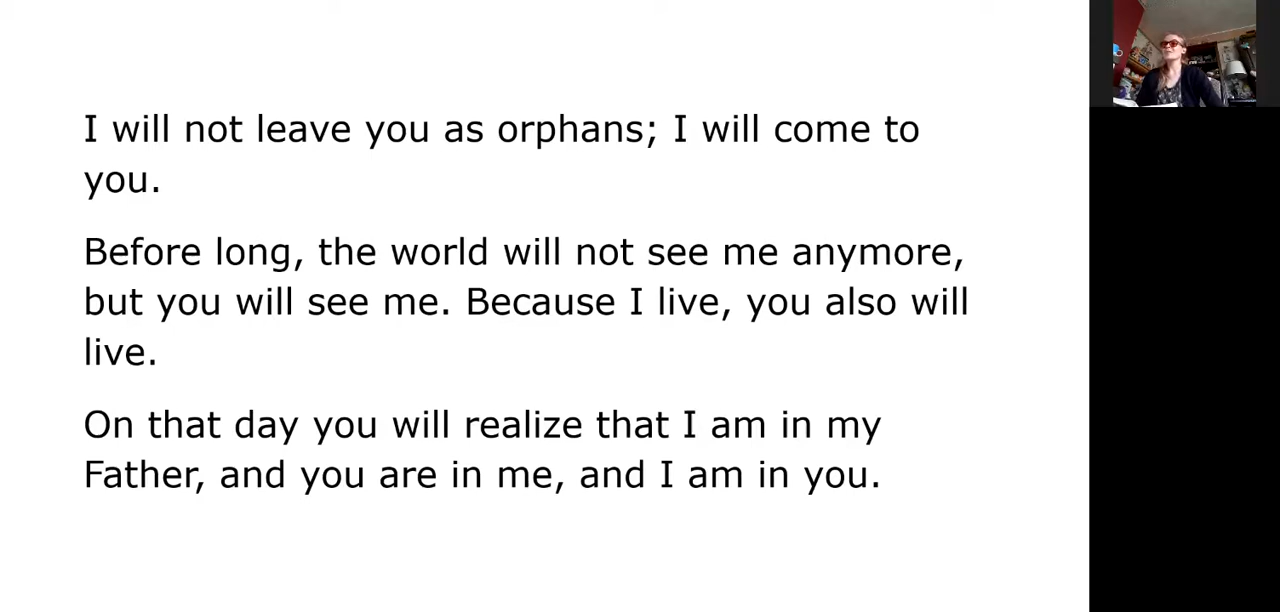 I will not leave you as orphans; I will come to
you.
Before long, the world will not see me anymore,
but you will see me. Because I live, you also will
live.
On that day you will realize that I am in my
Father, and you are in me, and I am in you.